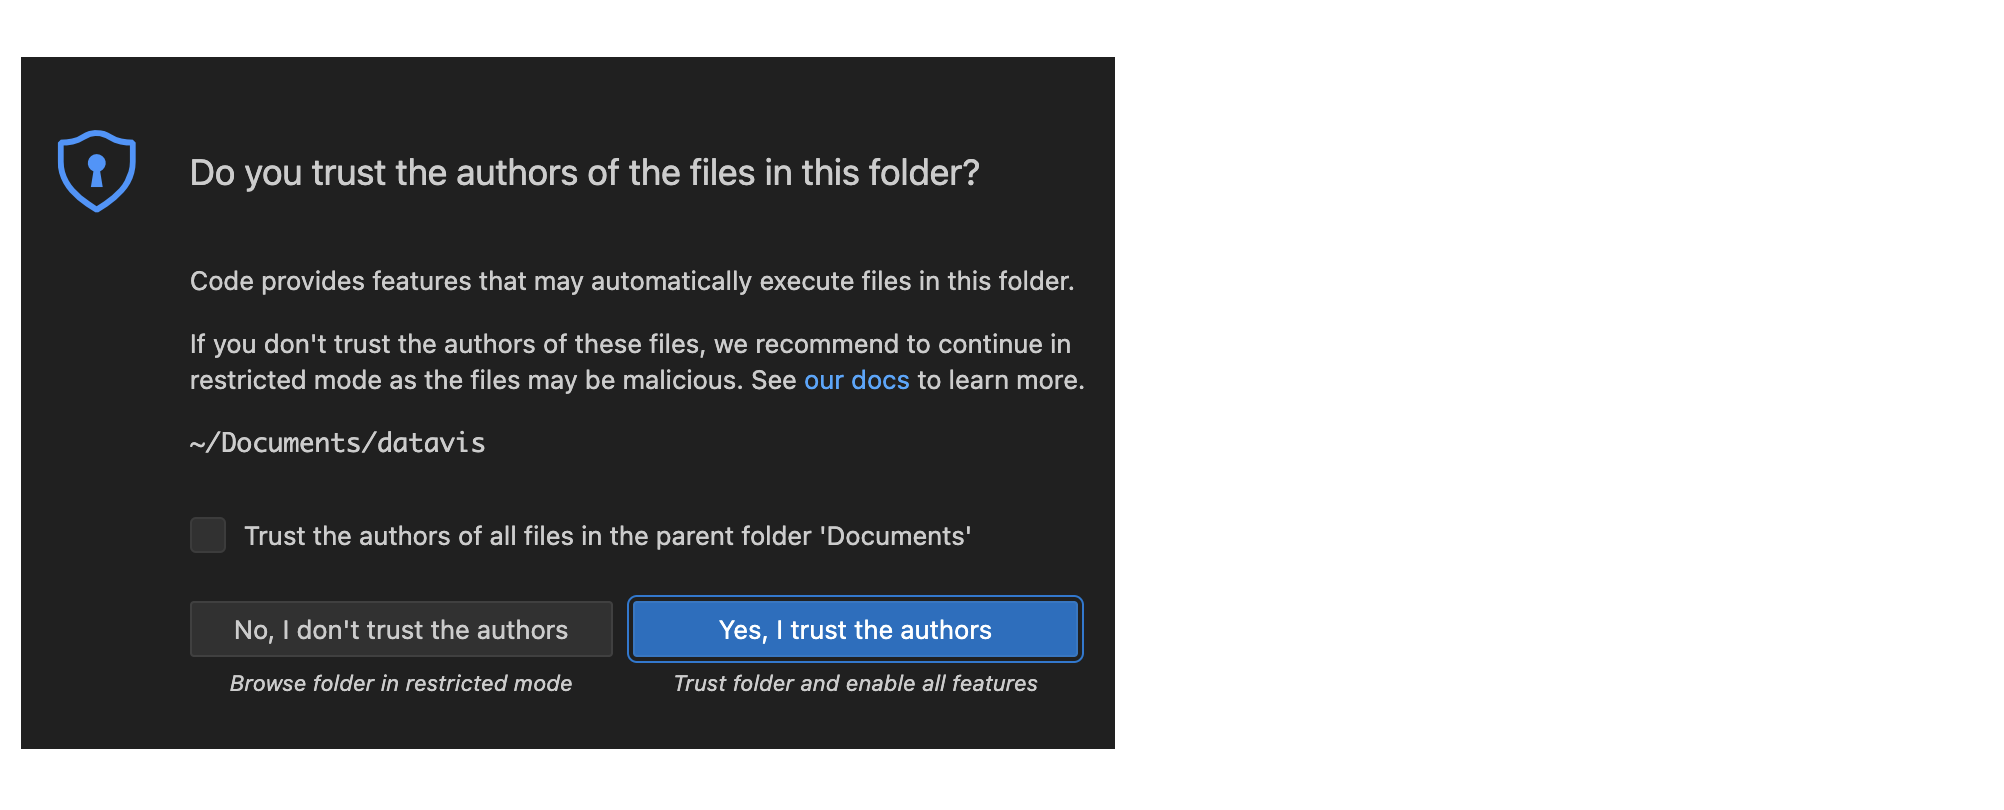 Do you trust the authors of the files in this folder?
Code provides features that may automatically execute files in this folder.
If you don't trust the authors of these files, we recommend to continue in
restricted mode as the files may be malicious. See our docs to learn more.
~/Documents/datavis
Trust the authors of all files in the parent folder 'Documents'
No, I don't trust the authors
Yes, I trust the authors
Browse folder in restricted mode
Trust folder and enable all features